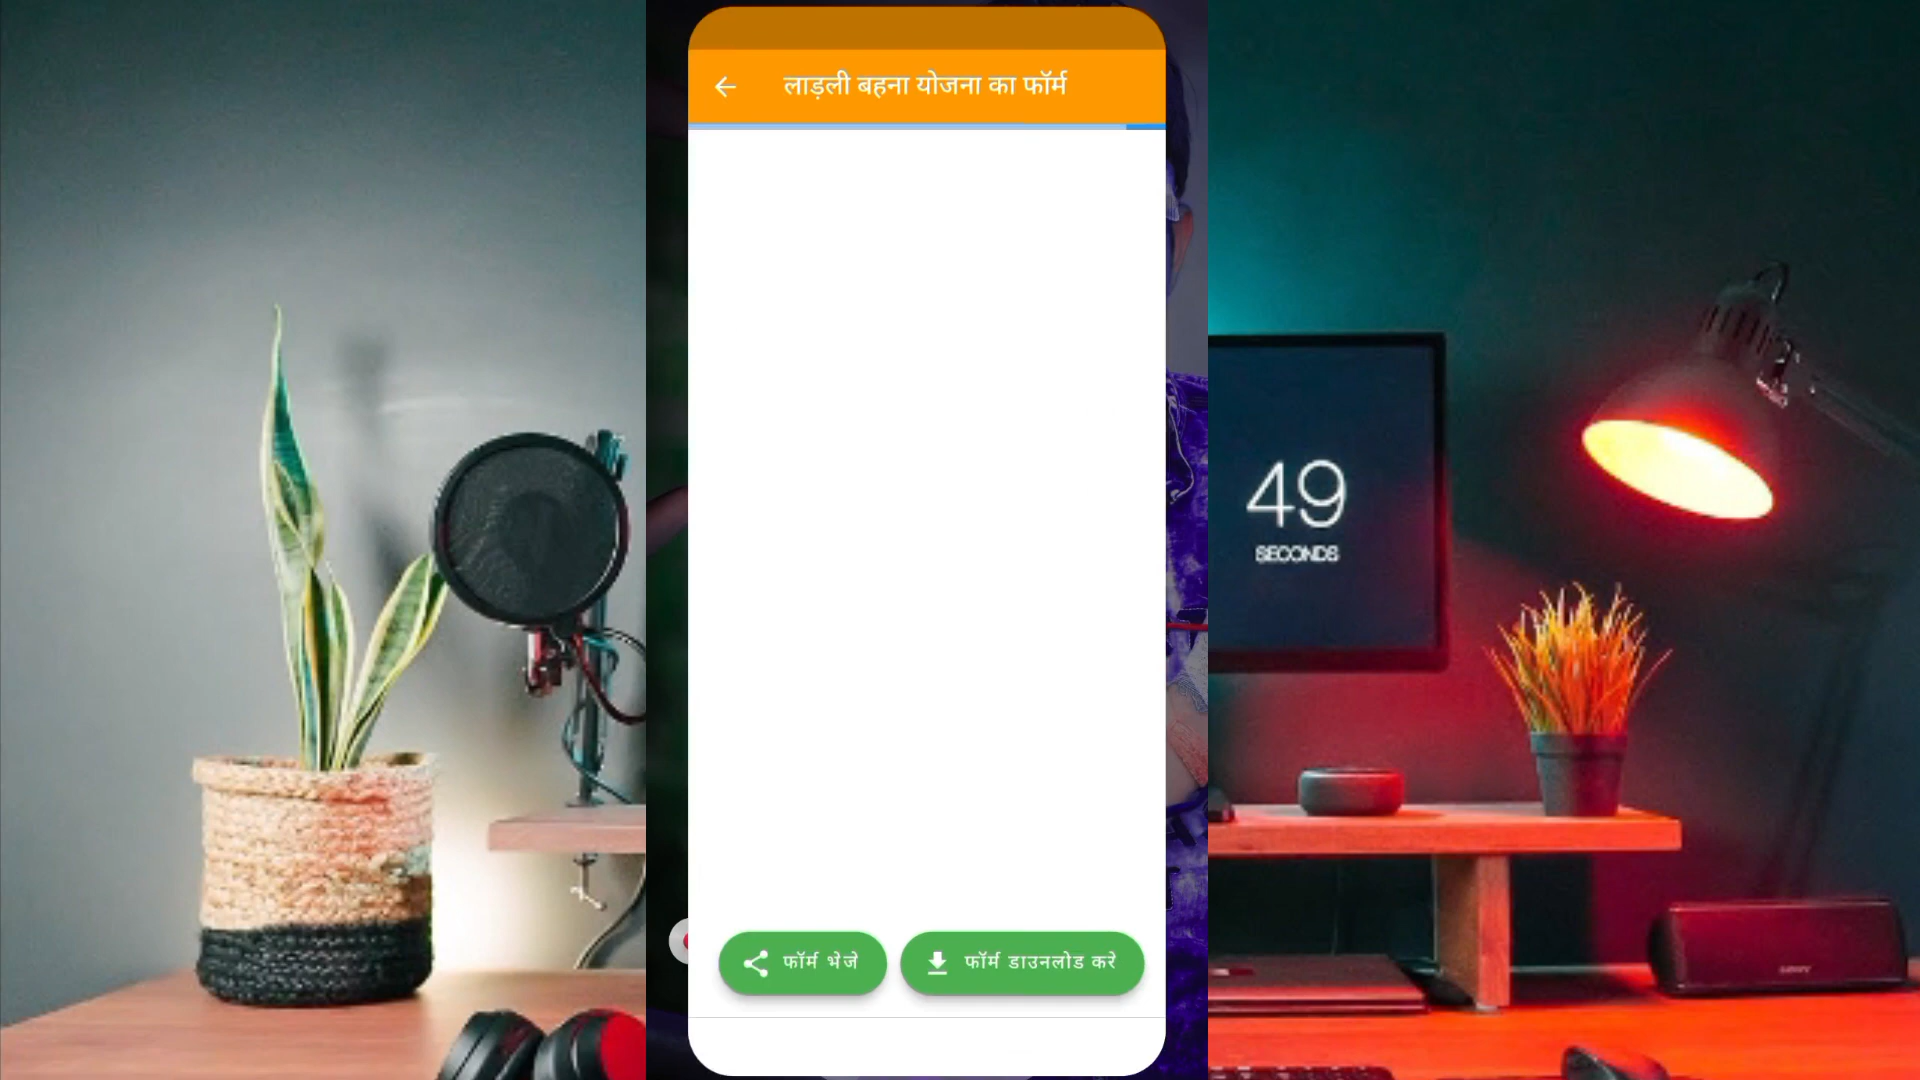 लाड़ली बहना योजना का फॉर्म
49
SECONDS
फॉर्म भेजे
फॉर्म डाउनलोड करे